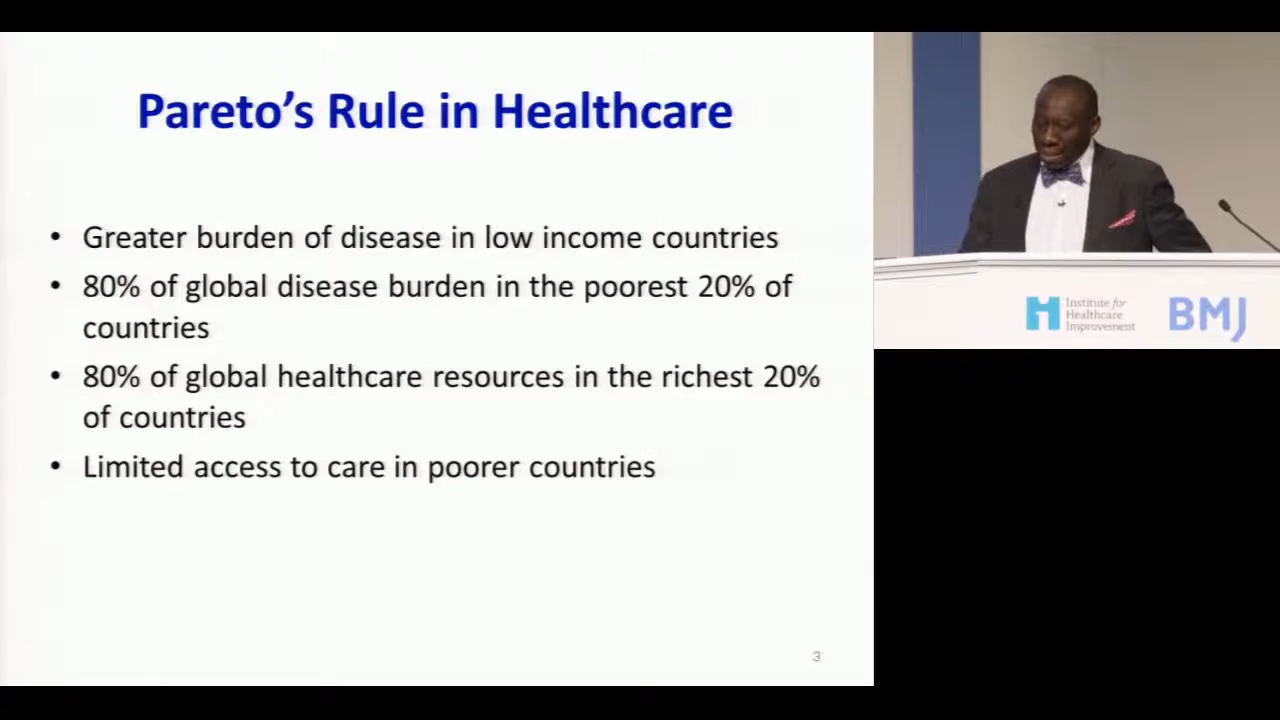 Pareto's Rule in Healthcare
• Greater burden of disease in low income countries
• 80% of global disease burden in the poorest 20% of
countries
• 80% of global healthcare resources in the richest 20%
of countries
• Limited access to care in poorer countries
3
Institute for
Healthcare
Improvement
BMJ